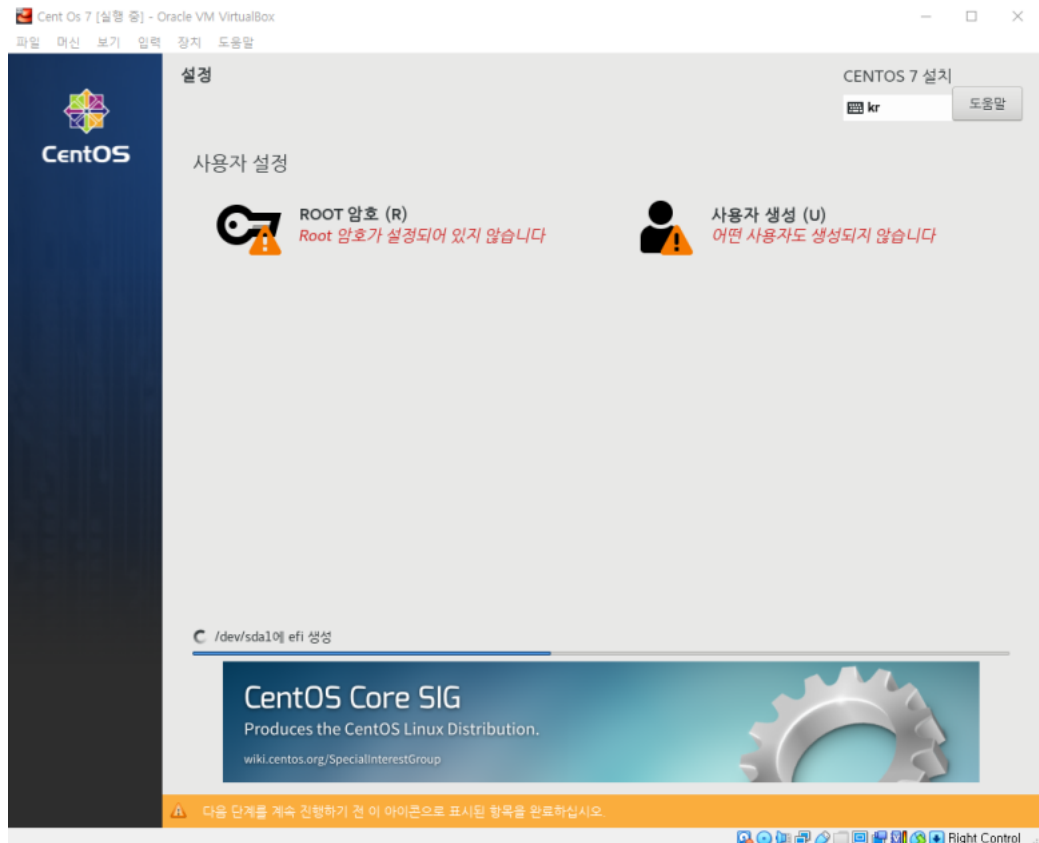 Cent Os 7 [실행 중] - Oracle VM VirtualBox
파일 머신 보기 입력 장치 도움말
설정
CENTOS 7 설치
kr
도움말
CentOS
사용자 설정
ROOT 암호 (R)
Root 암호가 설정되어 있지 않습니다
사용자 생성 (U)
어떤 사용자도 생성되지 않습니다
/dev/sda1에 efi 생성
CentOS Core SIG
Produces the CentOS Linux Distribution.
wiki.centos.org/SpecialInterestGroup
다음 단계를 계속 진행하기 전 이 아이콘으로 표시된 항목을 완료하십시오.
Right Control